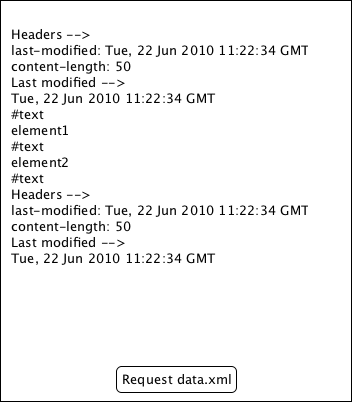 Headers -->
last-modified: Tue, 22 Jun 2010 11:22:34 GMT
content-length: 50
Last modified -->
Tue, 22 Jun 2010 11:22:34 GMT
#text
element1
#text
element2
#text
Headers -->
last-modified: Tue, 22 Jun 2010 11:22:34 GMT
content-length: 50
Last modified -->
Tue, 22 Jun 2010 11:22:34 GMT
Request data.xml